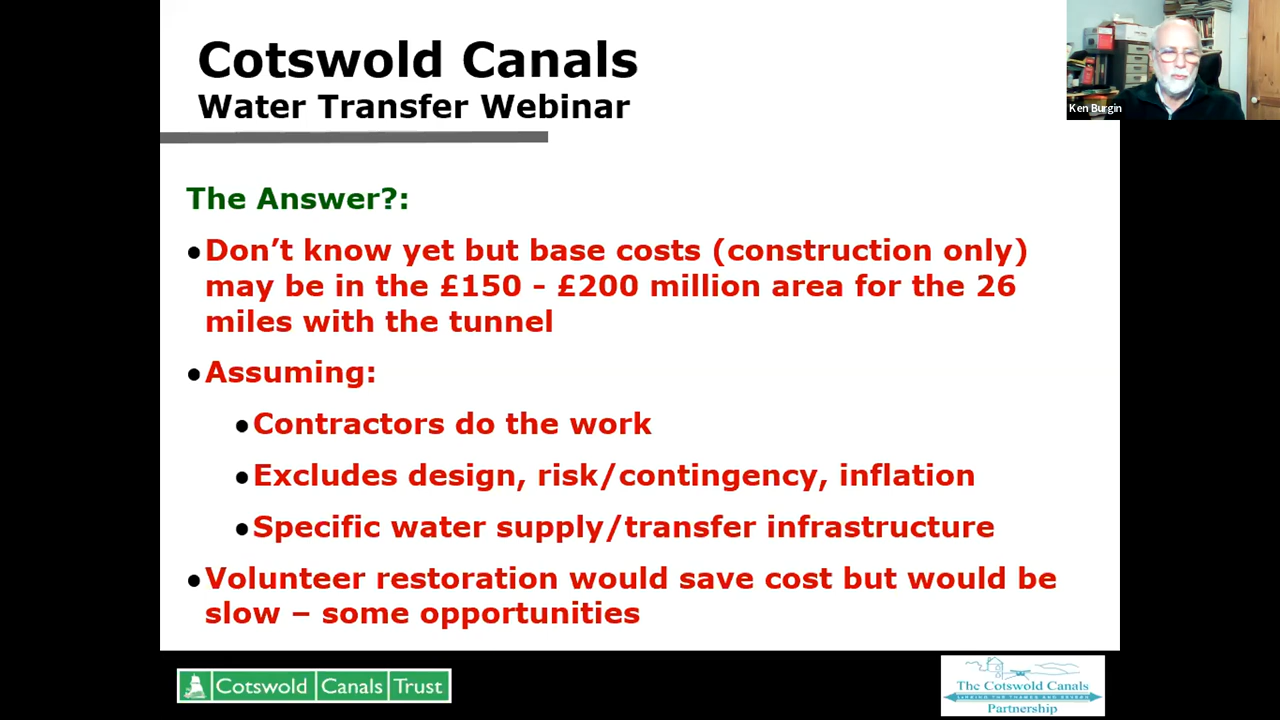 Cotswold Canals
Water Transfer Webinar
Ken Burgin
The Answer?:
Don’t know yet but base costs (construction only)
may be in the £150 - £200 million area for the 26
miles with the tunnel
Assuming:
Contractors do the work
Excludes design, risk/contingency, inflation
Specific water supply/transfer infrastructure
Volunteer restoration would save cost but would be
slow – some opportunities
Cotswold Canals Trust
The Cotswold Canals
Partnership